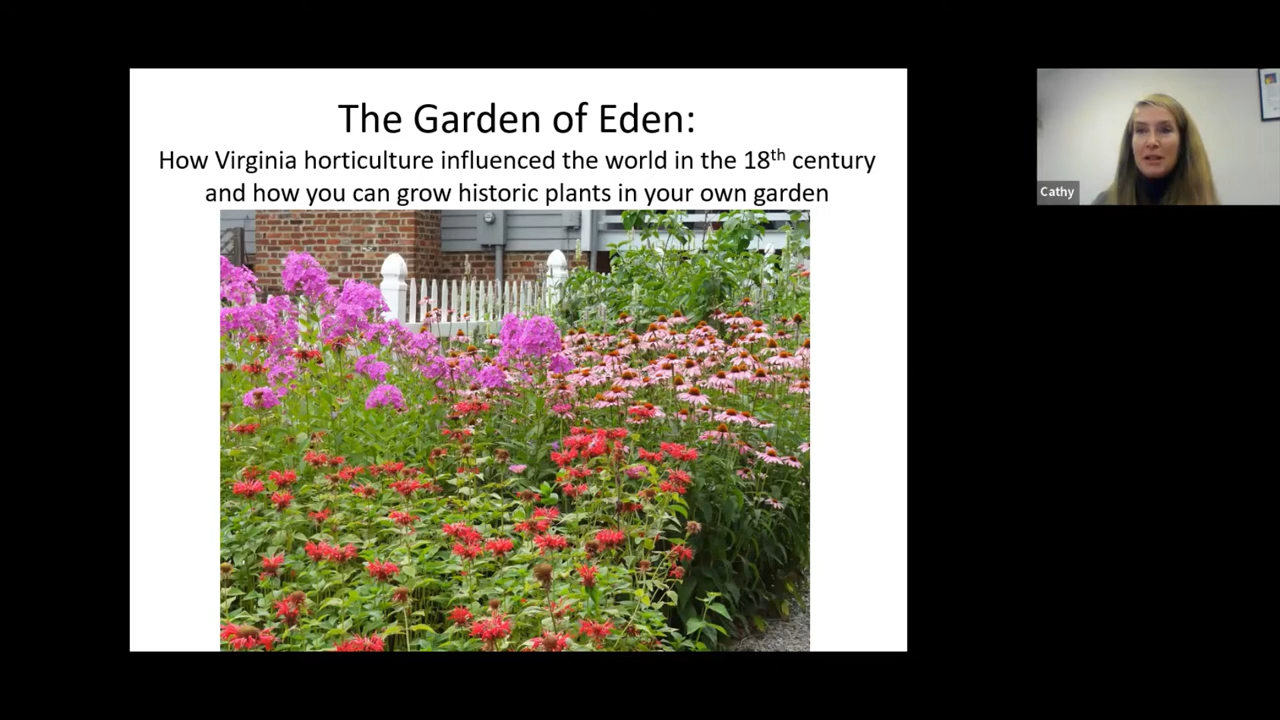 The Garden of Eden:
How Virginia horticulture influenced the world in the 18th century
and how you can grow historic plants in your own garden
Cathy